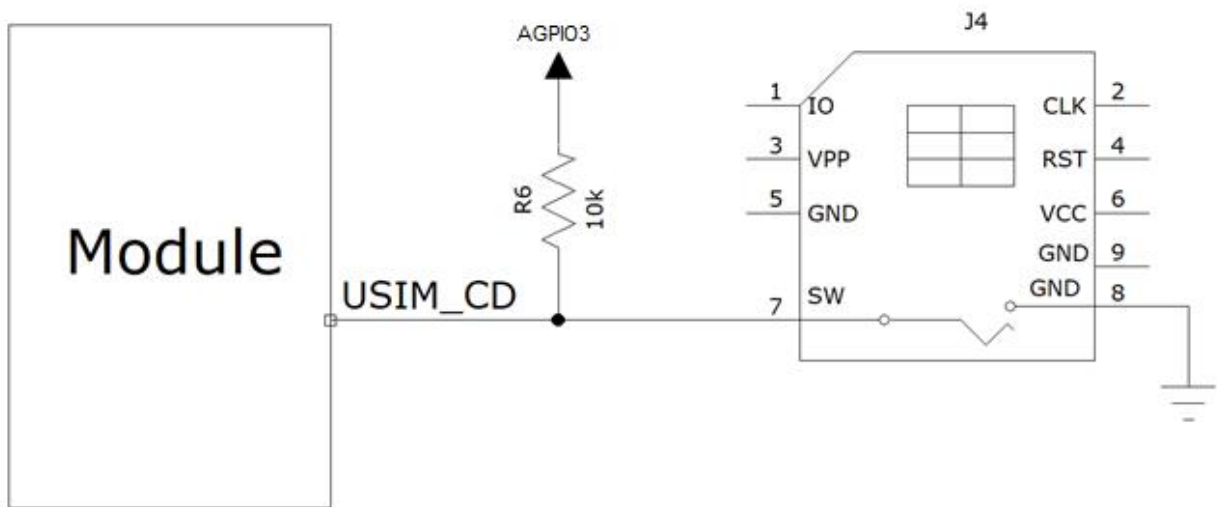 AGPIO3
J4
1
IO
CLK
2
3
VPP
RST
4
R6
10k
5
GND
VCC
6
Module
GND
9
USIM_CD
SW
GND
7
8